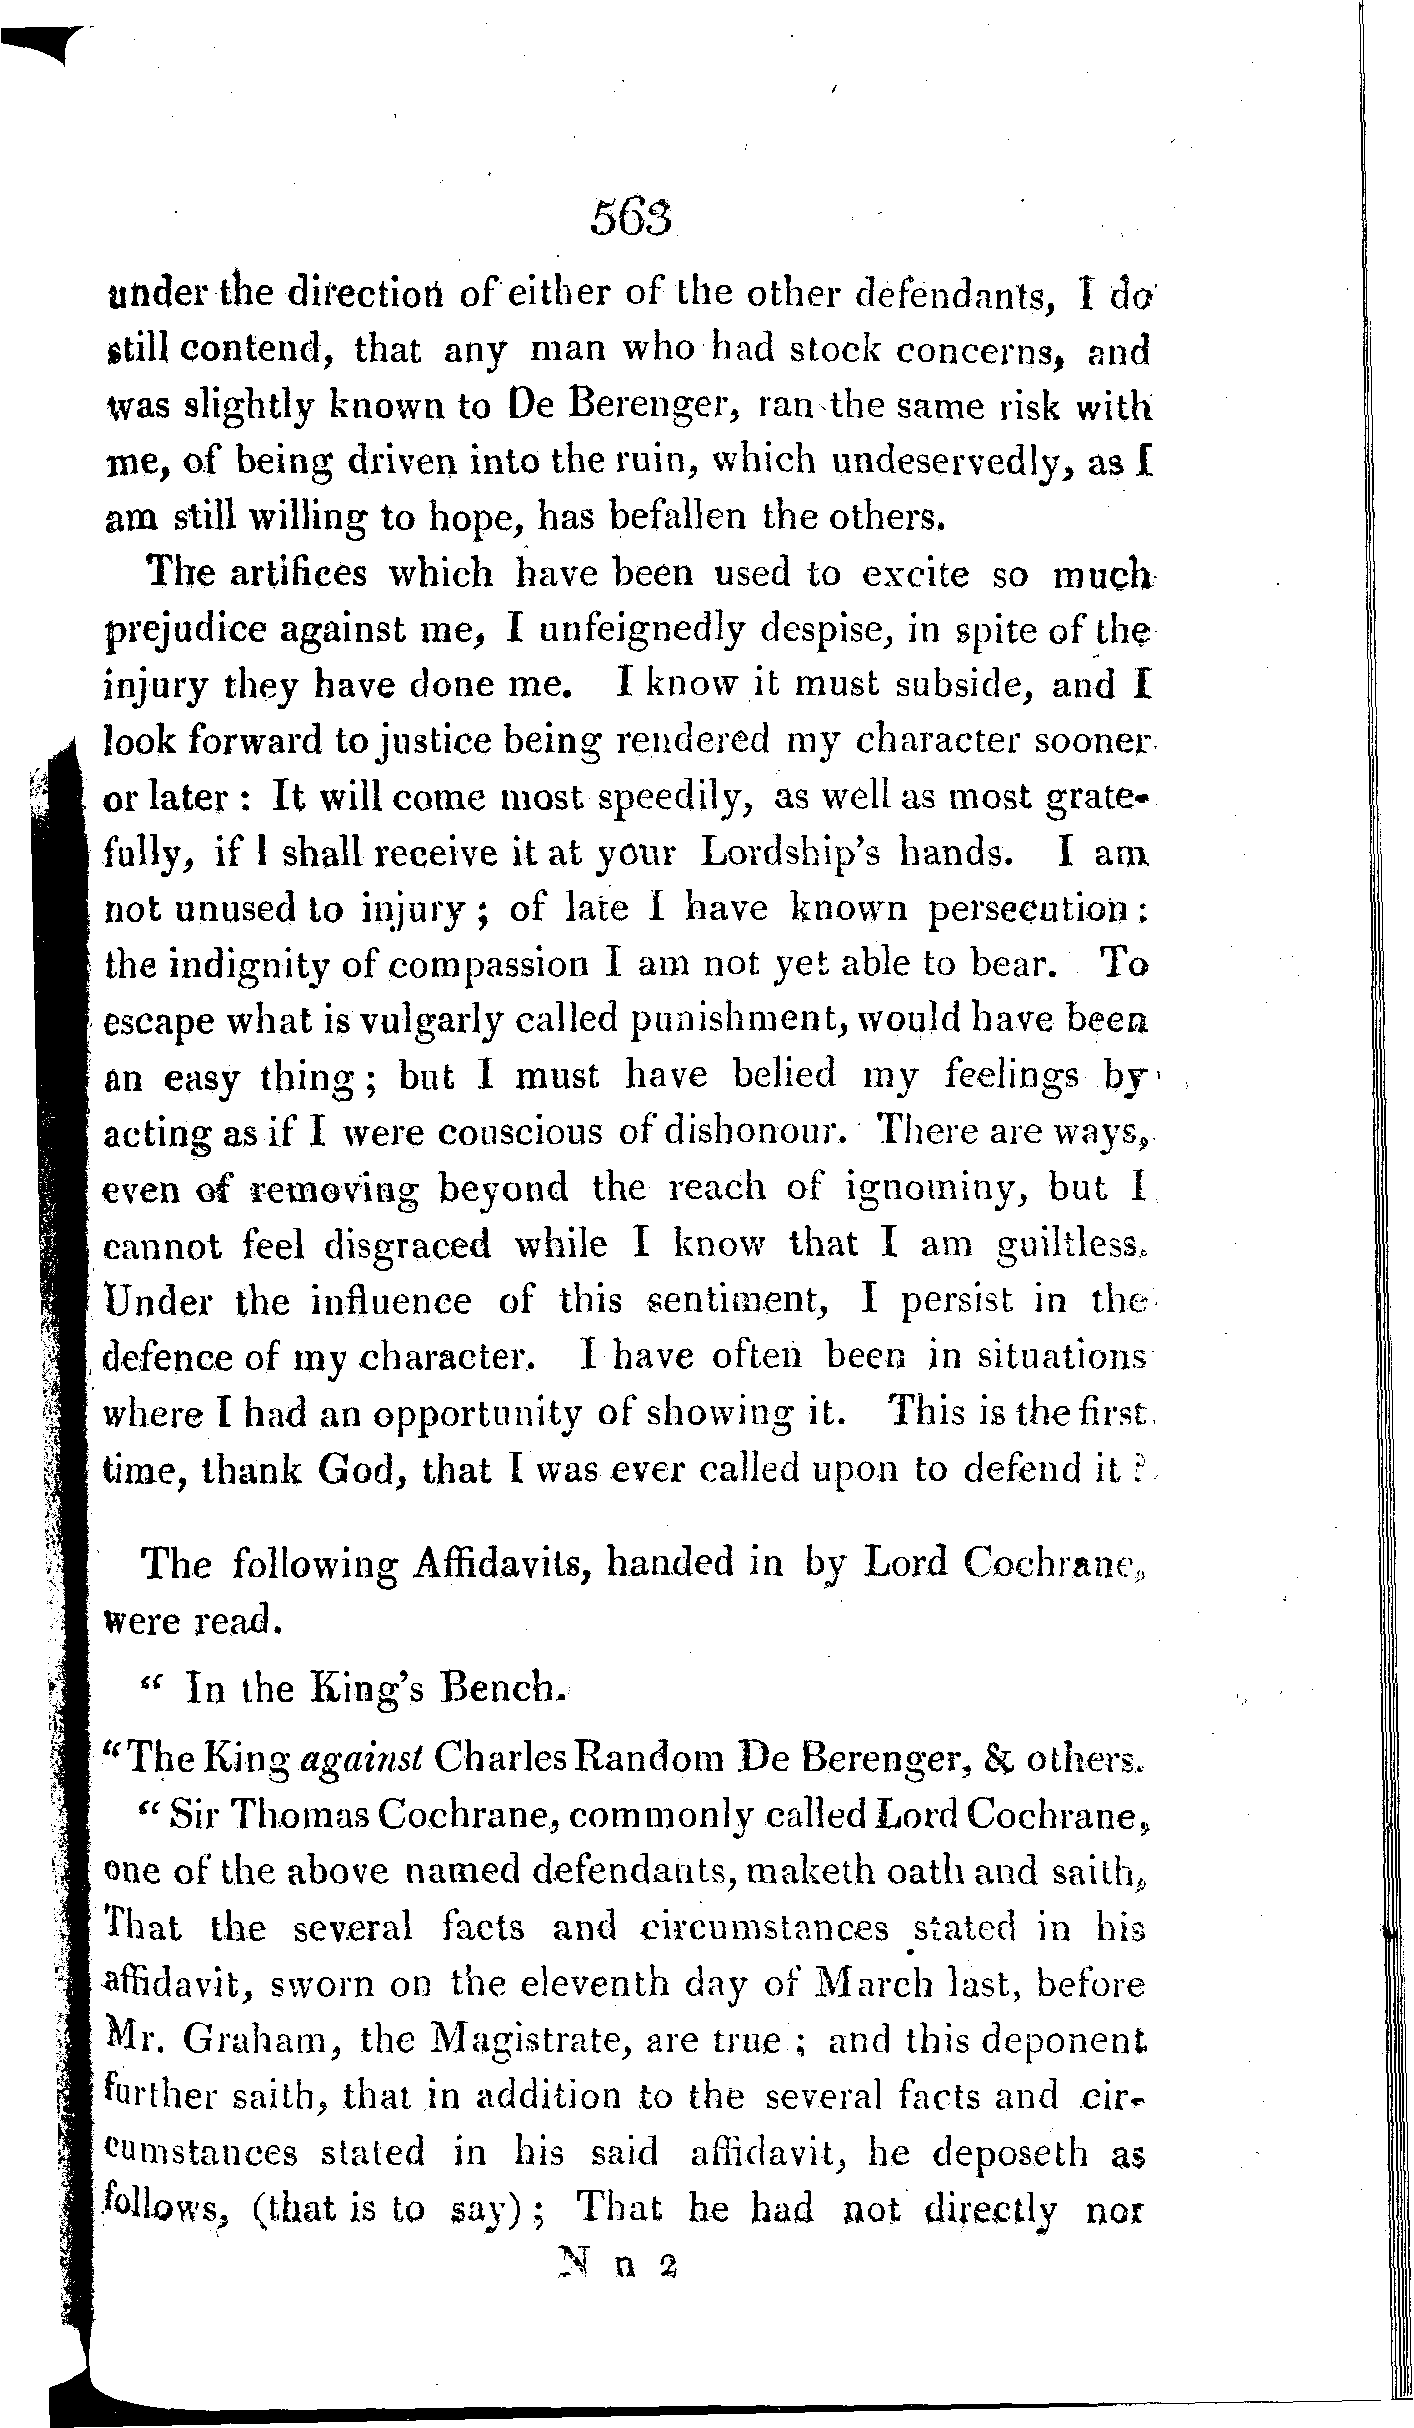 563
under the direction of either of the other defendants, I do
still contend, that any man who had stock concerns, and
was slightly known to De Berenger, ran the same risk with
me, of being driven into the ruin, which undeservedly, as I
am still willing to hope, has befallen the others.
The artifices which have been used to excite so much
prejudice against me, I unfeignedly despise, in spite of the
injury they have done me. I know it must subside, and I
look forward to justice being rendered my character sooner
or later : It will come most speedily, as well as most grate-
fully, if I shall receive it at your Lordship's hands. I am
not unused to injury ; of late I have known persecution :
the indignity of compassion I am not yet able to bear. To
escape what is vulgarly called punishment, would have been
an easy thing ; but I must have belied my feelings by
acting as if I were conscious of dishonour. There are ways,
even of removing beyond the reach of ignominy, but I
cannot feel disgraced while I know that I am guiltless.
Under the influence of this sentiment, I persist in the
defence of my character. I have often been in situations
where I had an opportunity of showing it. This is the first
time, thank God, that I was ever called upon to defend it ?
The following Affidavits, handed in by Lord Cochrane,
were read.
“ In the King's Bench.
“ The King against Charles Random De Berenger, & others.
“ Sir Thomas Cochrane, commonly called Lord Cochrane,
one of the above named defendants, maketh oath and saith,
That the several facts and circumstances stated in his
affidavit, sworn on the eleventh day of March last, before
Mr. Graham, the Magistrate, are true ; and this deponent
further saith, that in addition to the several facts and cir-
cumstances stated in his said affidavit, he deposeth as
follows, (that is to say) ; That he had not directly nor
N n 2